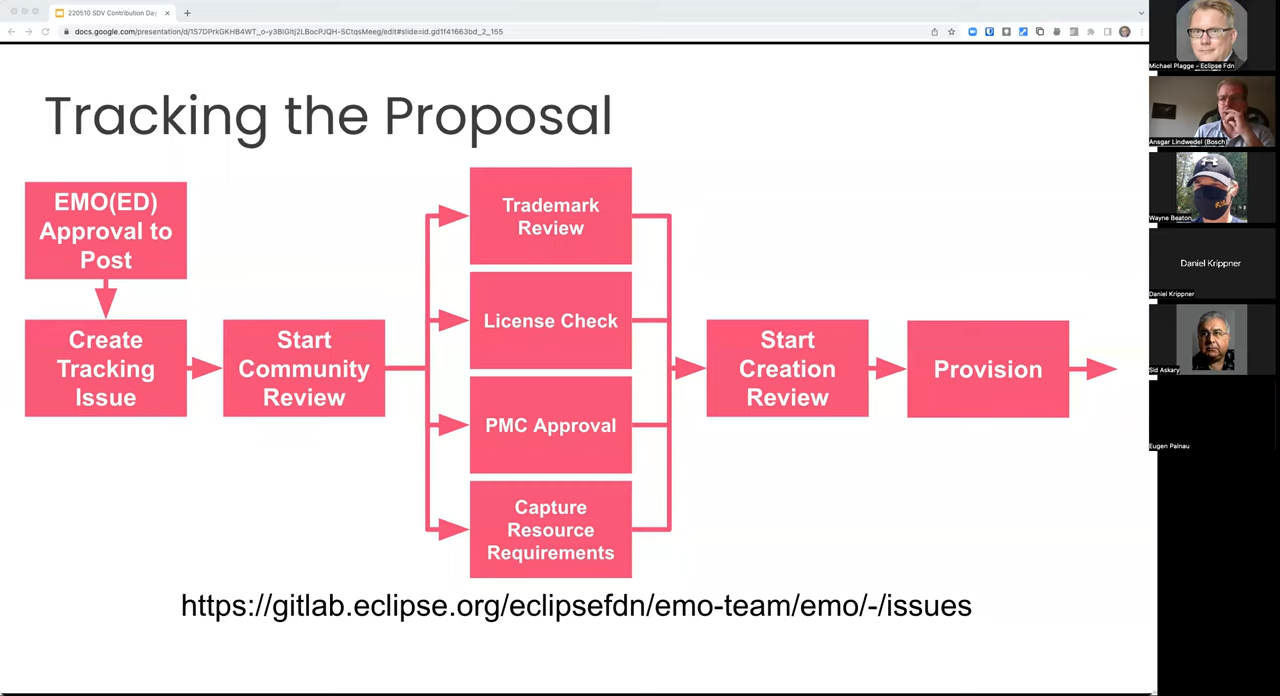 220510 SDV Contribution Day
docs.google.com/presentation/d/1S7DPrkGKHB4WT_o-y3BIGltj2LBocPJQH-SCtqsMeeg/edit#slide=id.gd1f41663bd_2_155
Tracking the Proposal
EMO(ED)
Approval to
Post
Create
Tracking
Issue
Start
Community
Review
Trademark
Review
License Check
PMC Approval
Capture
Resource
Requirements
Start
Creation
Review
Provision
https://gitlab.eclipse.org/eclipsefdn/emo-team/emo/-/issues
Michael Plagge - Eclipse Fdn
Ansgar Lindwedel (Bosch)
Wayne Beaton
Daniel Krippner
Daniel Krippner
Sid Askary
Eugen Palnau